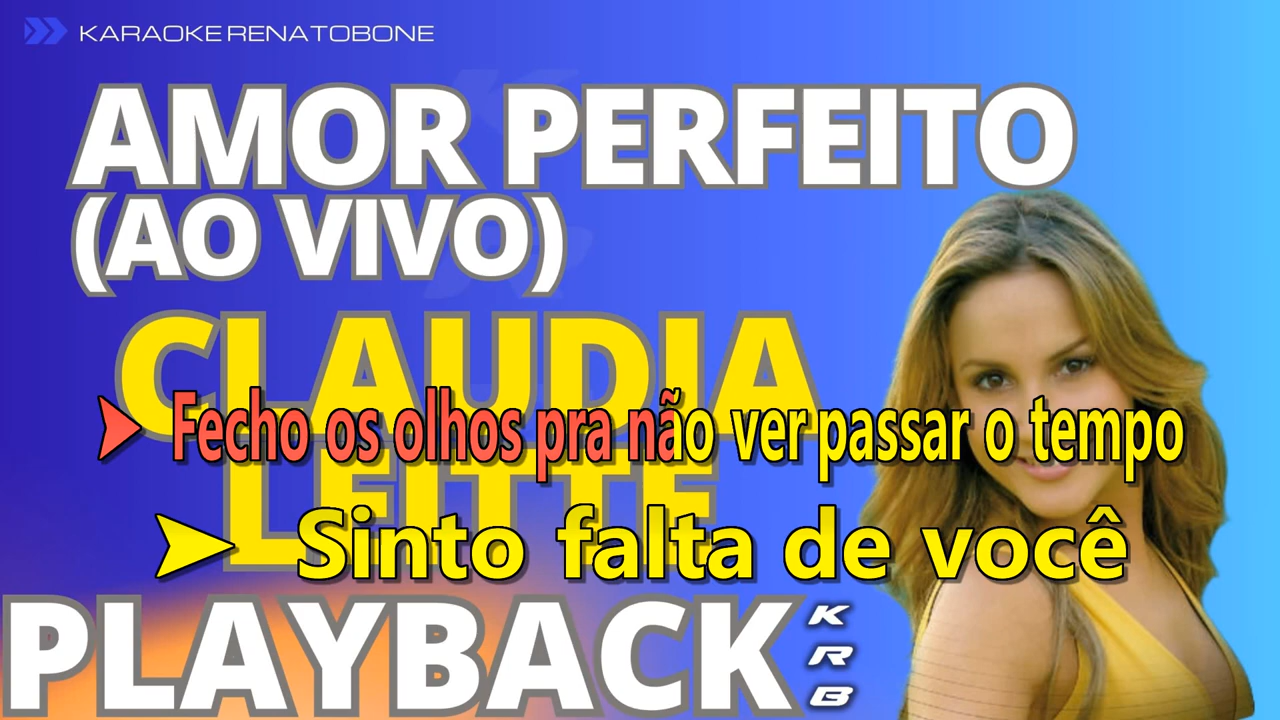 KARAOKE RENATOBONE
AMOR PERFEITO
(AO VIVO)
CLAUDIA
➤ Fecho os olhos pra não ver passar o tempo
LEITTE
➤ Sinto falta de você
PLAYBACK
K
R
B